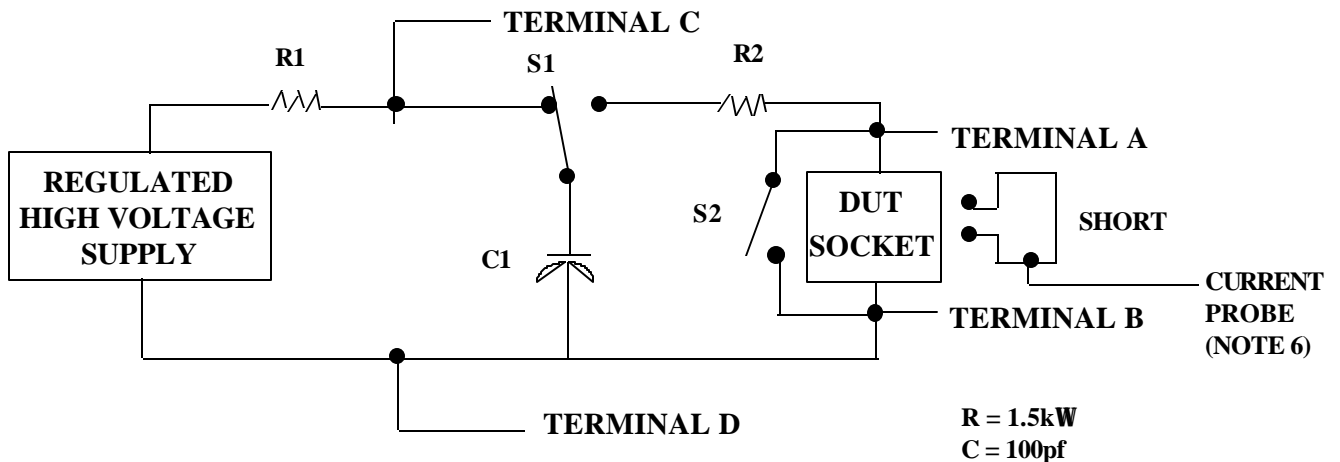 TERMINAL C
R1
S1
R2
TERMINAL A
REGULATED
HIGH VOLTAGE
SUPPLY
S2
DUT
SOCKET
SHORT
C1
CURRENT
PROBE
(NOTE 6)
TERMINAL B
TERMINAL D
R = 1.5kW
C = 100pf